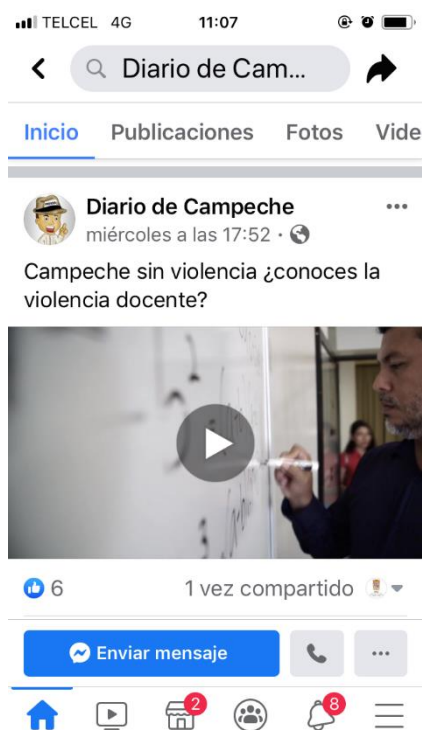 TELCEL 4G 11:07
Diario de Cam...
Inicio Publicaciones Fotos Vide
Diario de Campeche
miércoles a las 17:52 ·
Campeche sin violencia ¿conoces la
violencia docente?
6 1 vez compartido
Enviar mensaje
2 8